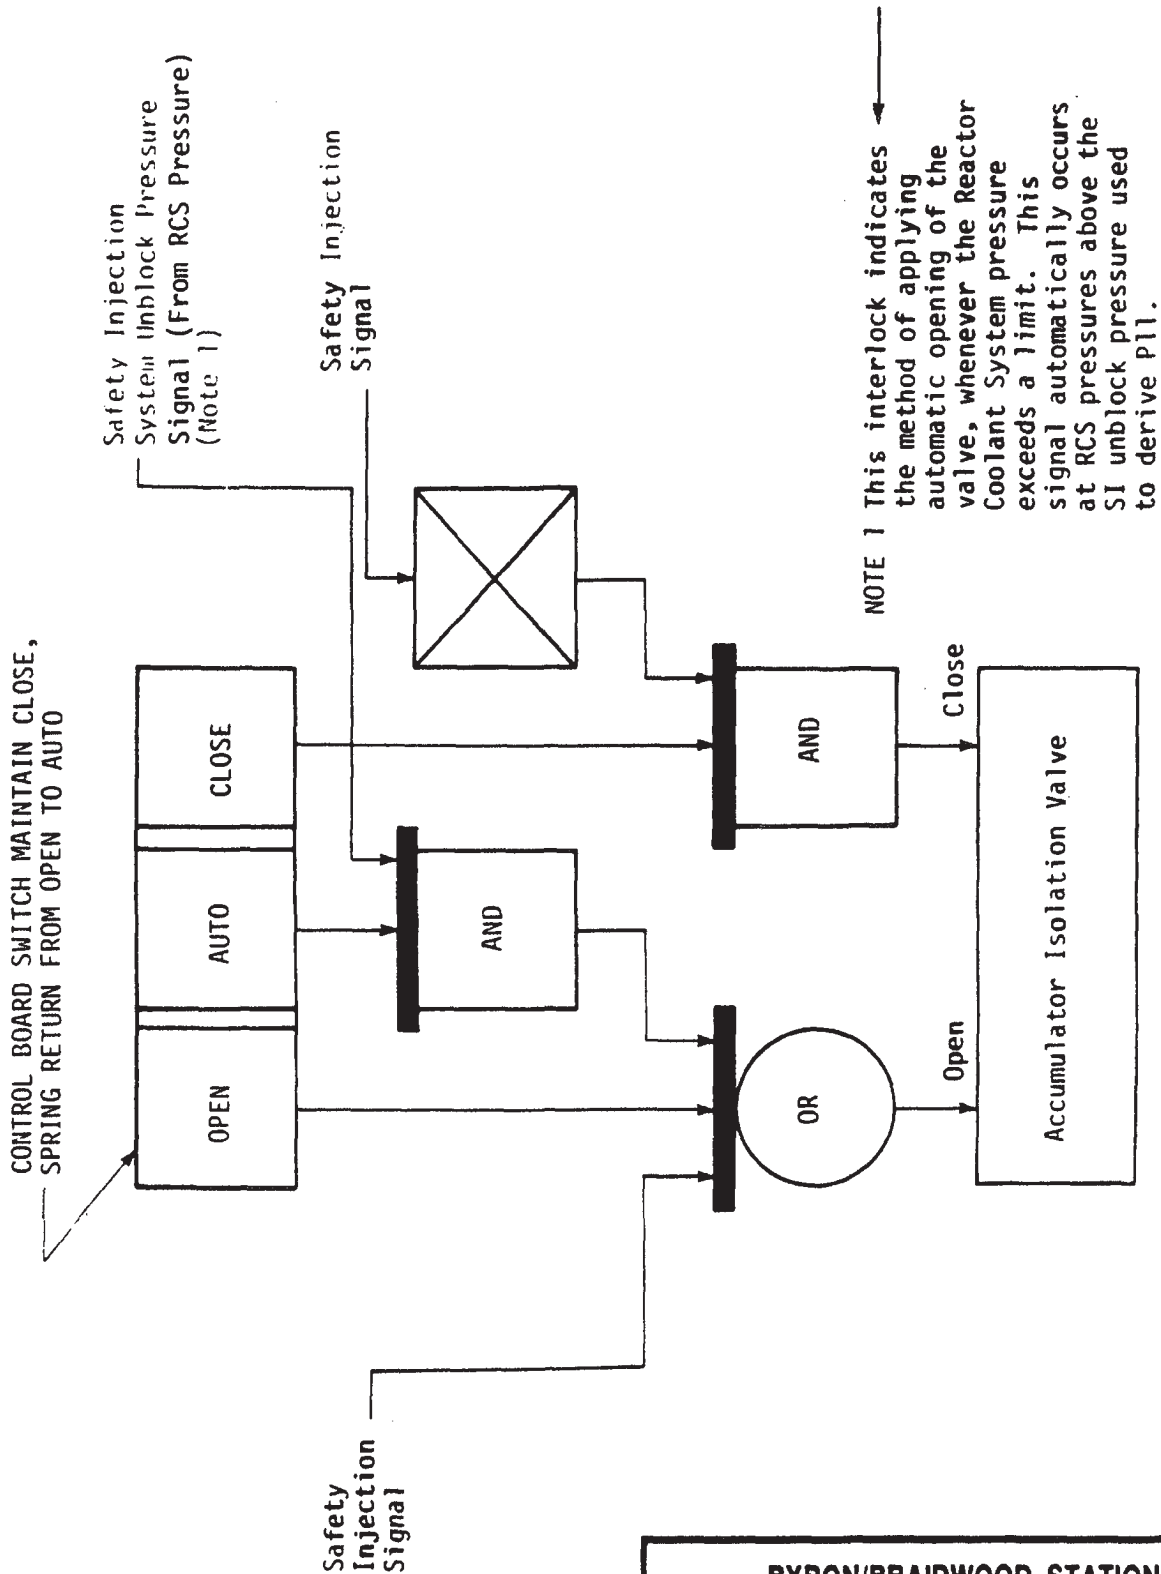 CONTROL BOARD SWITCH MAINTAIN CLOSE,
SPRING RETURN FROM OPEN TO AUTO
OPEN
AUTO
CLOSE
Safety Injection
System Unblock Pressure
Signal (From RCS Pressure)
(Note 1)
Safety Injection
Signal
Safety
Injection
Signal
AND
OR
AND
Open
Close
Accumulator Isolation Valve
NOTE 1 This interlock indicates
the method of applying
automatic opening of the
valve, whenever the Reactor
Coolant System pressure
exceeds a limit. This
signal automatically occurs
at RCS pressures above the
SI unblock pressure used
to derive P11.
BYRON/BRAIDWOOD STATION